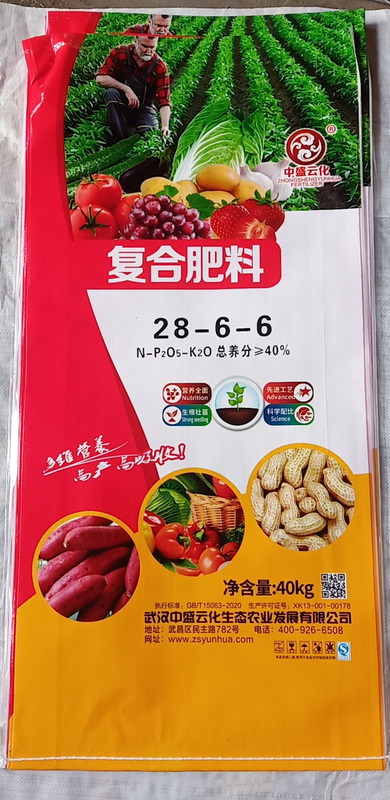 ®
中盛云化
ZHONGSHENGYUNHUA
FERTILIZER
复合肥料
28-6-6
N-P₂O₅-K₂O 总养分≥40%
营养全面
Nutrition
先进工艺
Advanced
生根壮苗
Strong seedling
科学配比
Science
多维营养
高产 高吸收!
净含量:40kg
执行标准: GB/T15063-2020 生产许可证号: XK13-001-00178
武汉中盛云化生态农业发展有限公司
地址: 武昌区民主路782号 电话: 400-926-6508
网址: www.zsyunhua.com